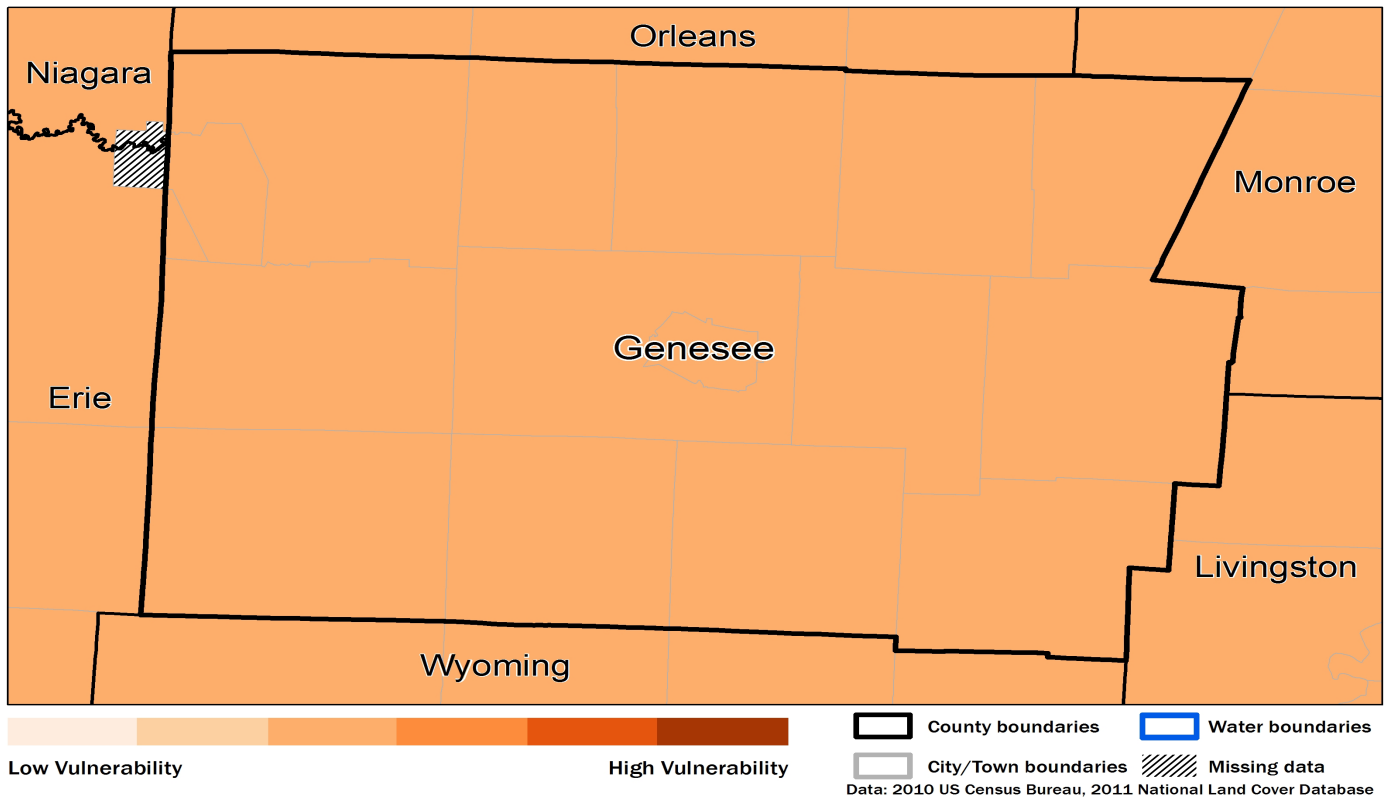 Orleans
Niagara
Monroe
Genesee
Erie
Livingston
Wyoming
Low Vulnerability High Vulnerability
County boundaries Water boundaries
City/Town boundaries Missing data
Data: 2010 US Census Bureau, 2011 National Land Cover Database